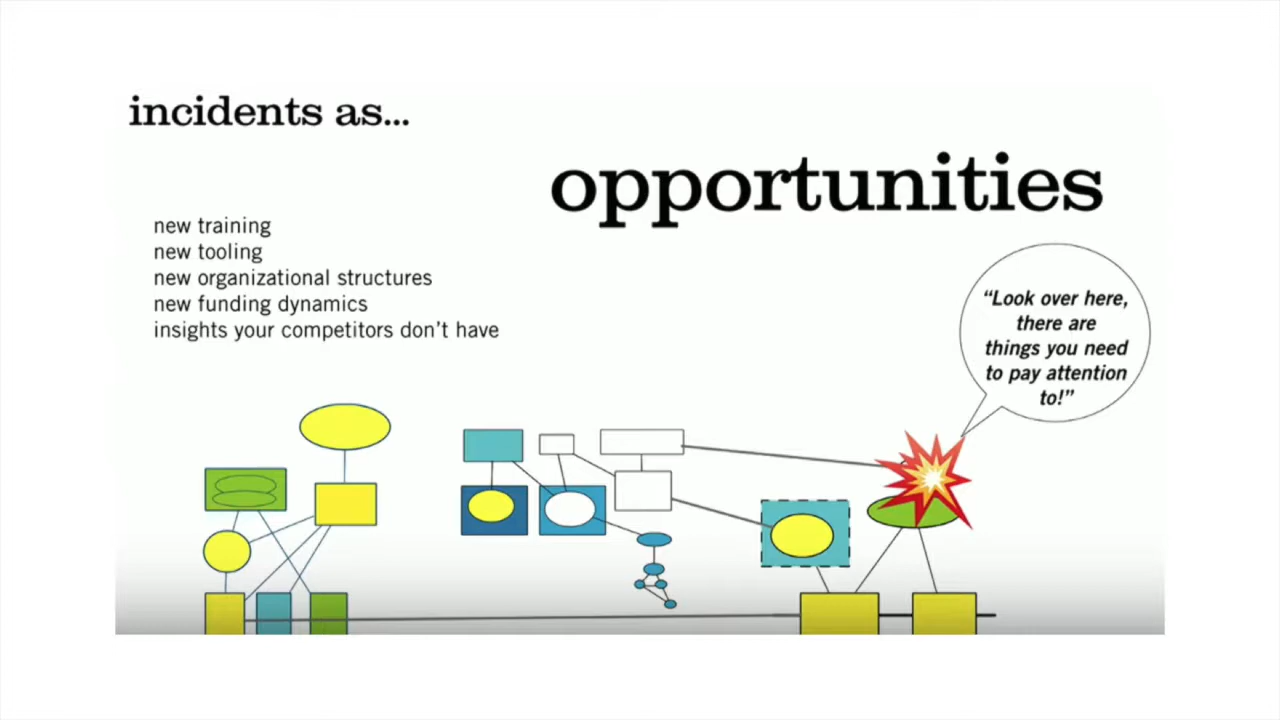 incidents as...
opportunities
new training
new tooling
new organizational structures
new funding dynamics
insights your competitors don’t have
“Look over here,
there are
things you need
to pay attention
to!”